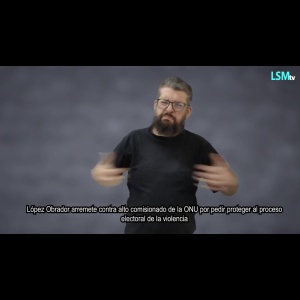 LSMtv
López Obrador arremete contra alto comisionado de la ONU por pedir proteger al proceso
electoral de la violencia